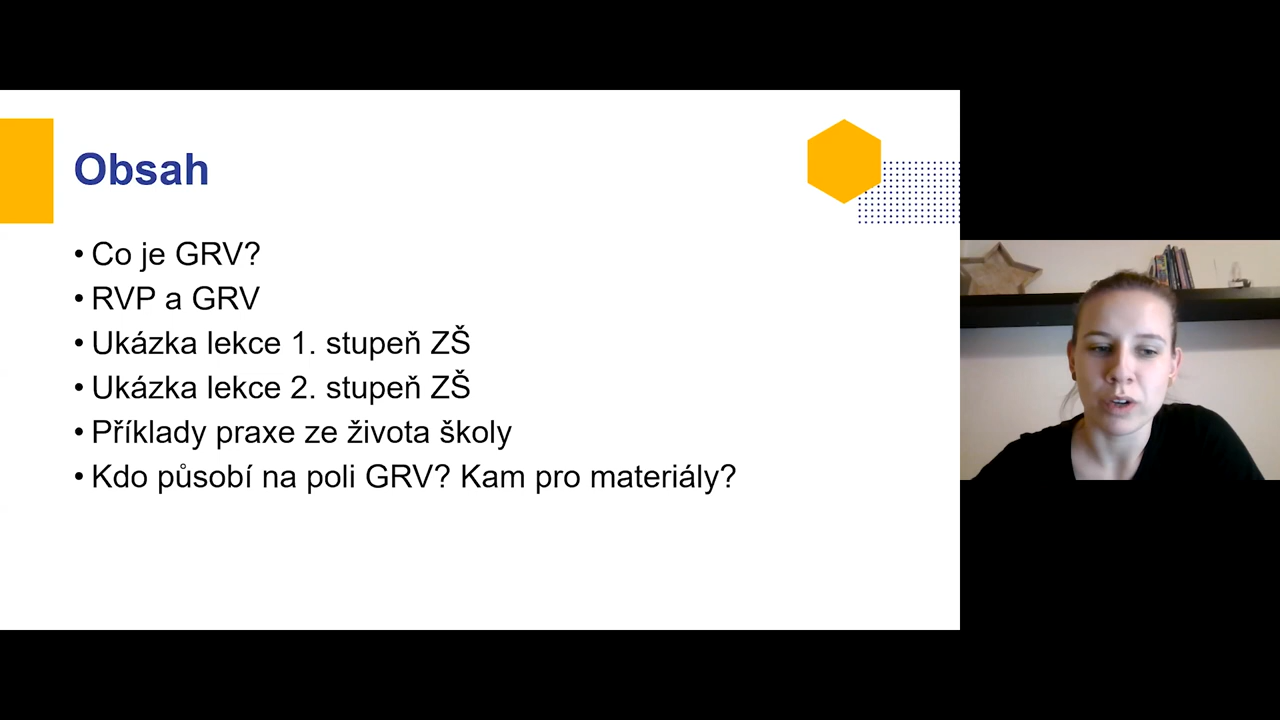 Obsah
• Co je GRV?
• RVP a GRV
• Ukázka lekce 1. stupeň ZŠ
• Ukázka lekce 2. stupeň ZŠ
• Příklady praxe ze života školy
• Kdo působí na poli GRV? Kam pro materiály?